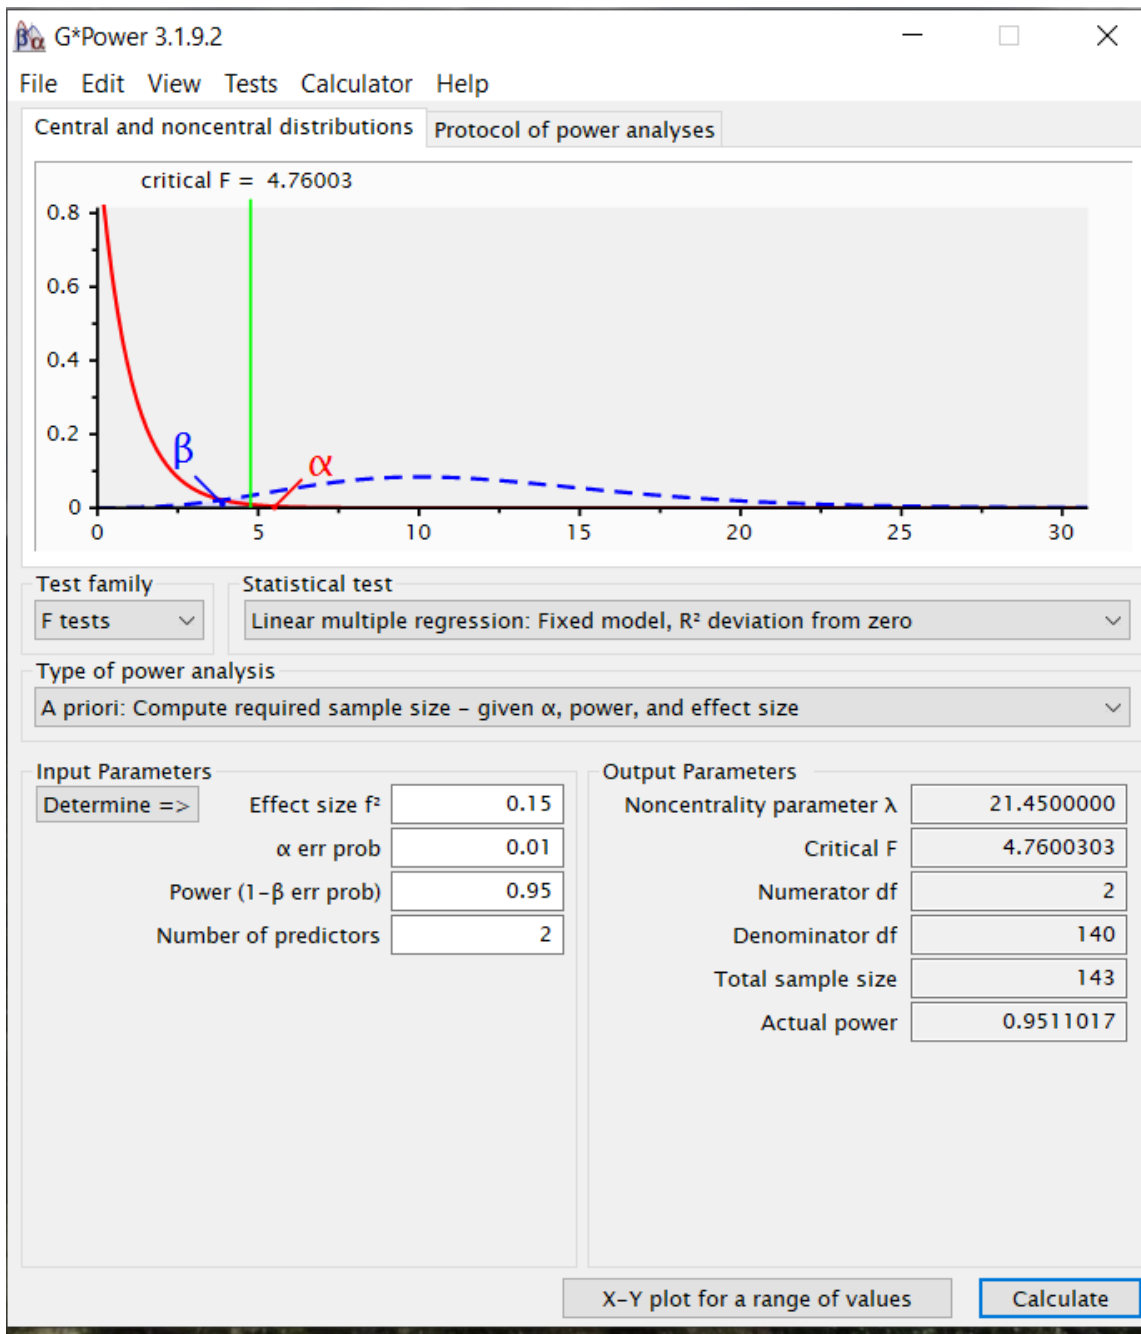 G*Power 3.1.9.2
File Edit View Tests Calculator Help
Central and noncentral distributions Protocol of power analyses
critical F = 4.76003
0.8
0.6
0.4
0.2
0
β
α
0 5 10 15 20 25 30
Test family Statistical test
F tests Linear multiple regression: Fixed model, R² deviation from zero
Type of power analysis
A priori: Compute required sample size – given α, power, and effect size
Input Parameters
Determine => Effect size f² 0.15
α err prob 0.01
Power (1–β err prob) 0.95
Number of predictors 2
Output Parameters
Noncentrality parameter λ 21.4500000
Critical F 4.7600303
Numerator df 2
Denominator df 140
Total sample size 143
Actual power 0.9511017
X–Y plot for a range of values Calculate